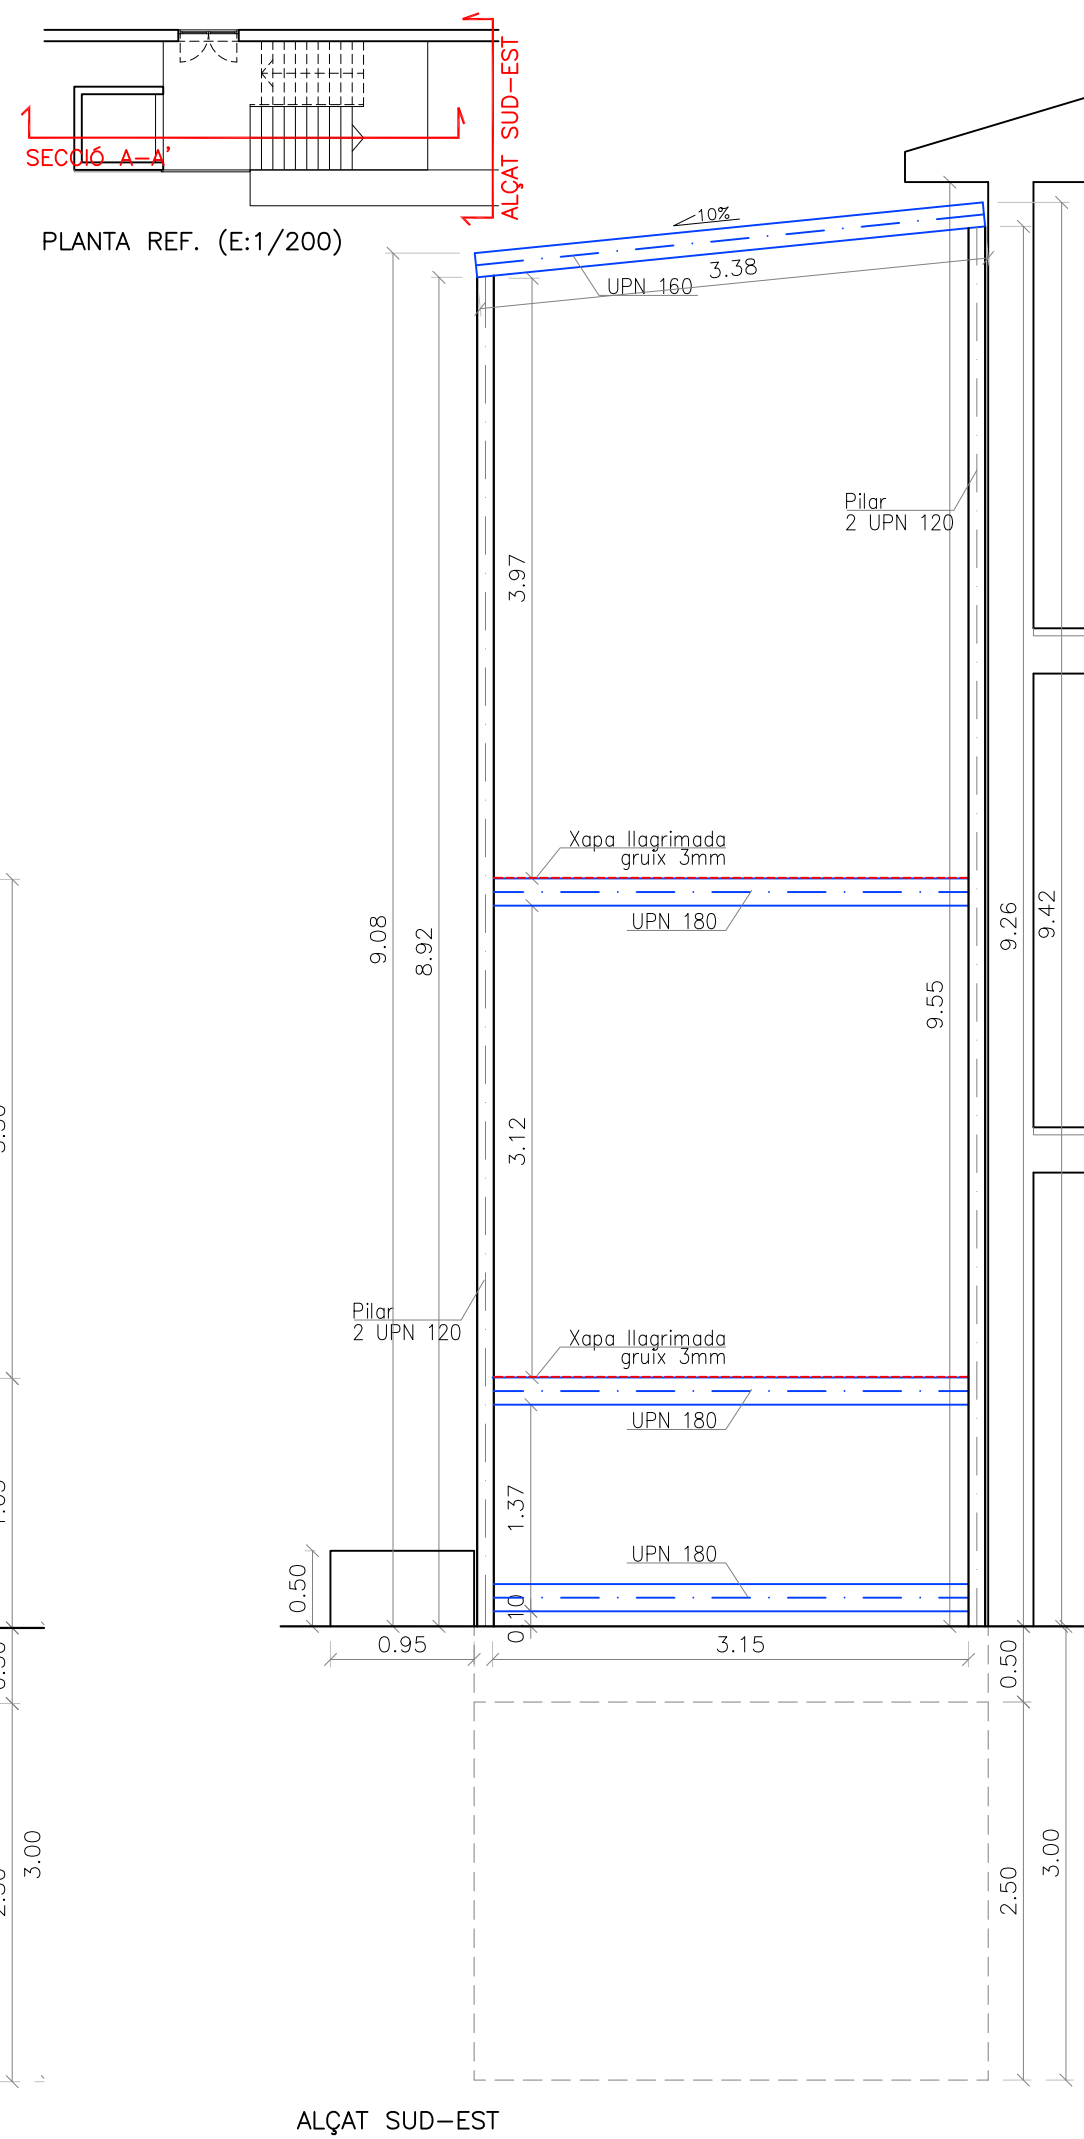 ALÇAT SUD-EST
SECCIÓ A-A'
PLANTA REF. (E:1/200)
10%
3.38
UPN 160
Pilar
2 UPN 120
3.97
Xapa llagrimada
gruix 3mm
UPN 180
9.08
8.92
9.26
9.42
9.55
3.12
Pilar
2 UPN 120
Xapa llagrimada
gruix 3mm
UPN 180
1.37
UPN 180
0.50
0.10
0.95
3.15
0.50
3.00
2.50
3.00
ALÇAT SUD-EST